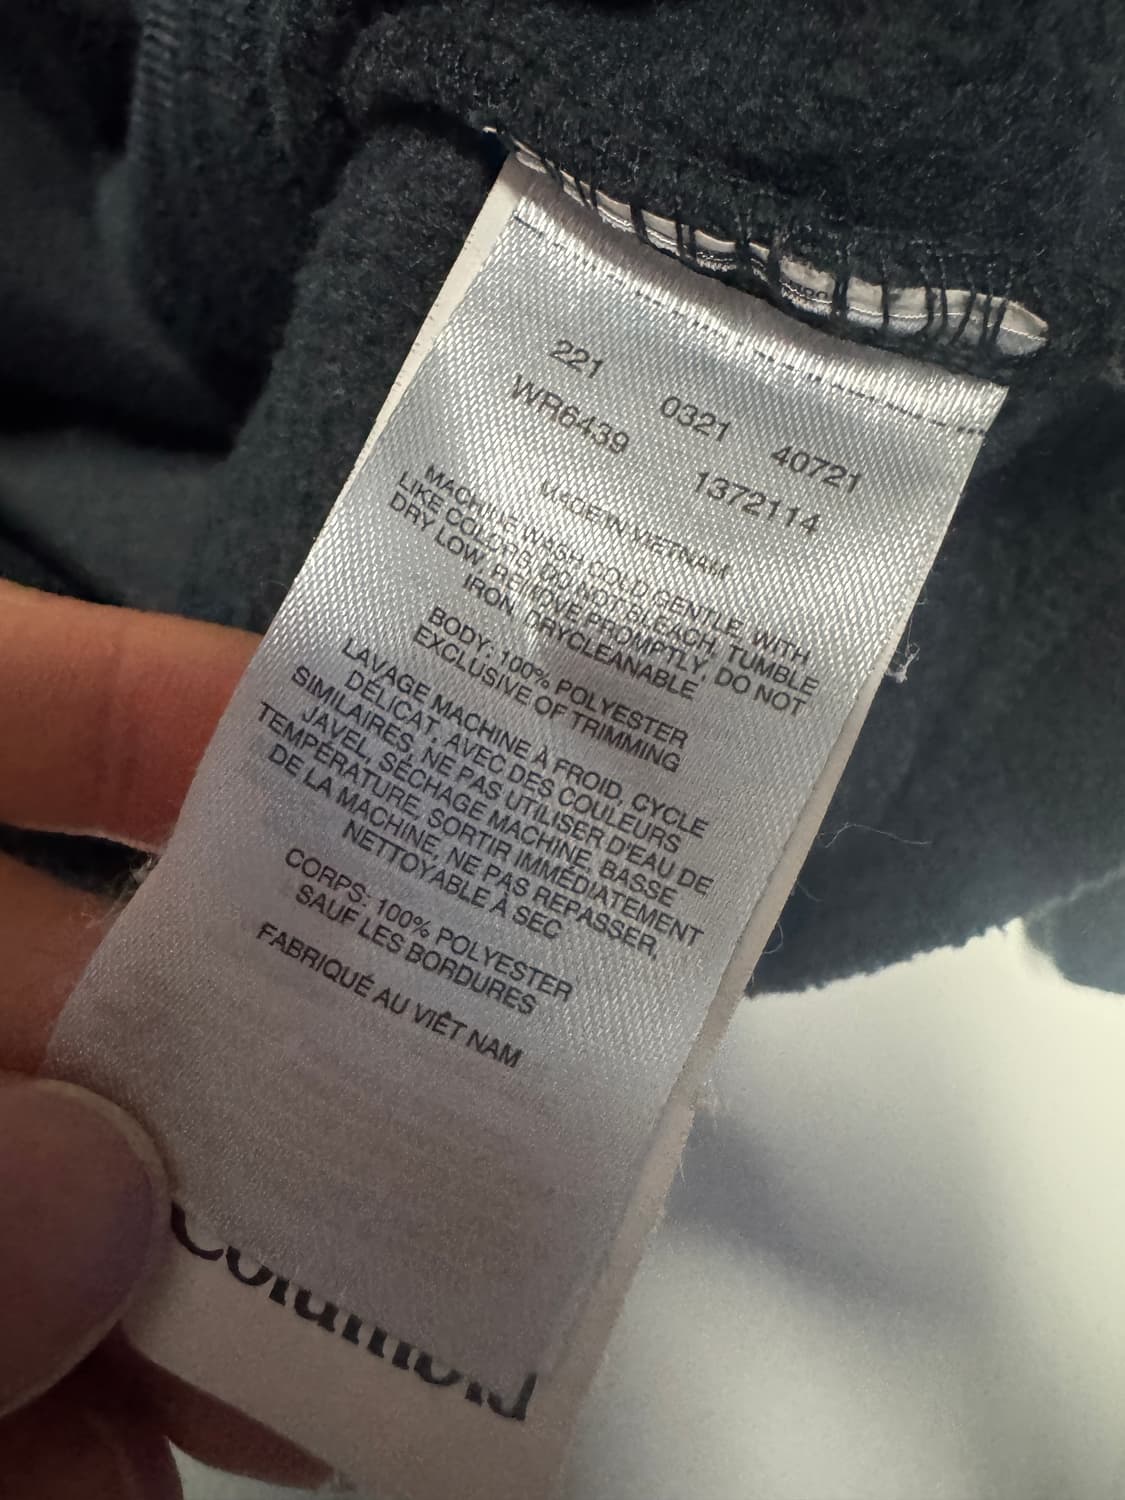 221 0321 40721
WR6439 1372114
MADE IN VIETNAM
MACHINE WASH COLD GENTLE, WITH
LIKE COLORS, DO NOT BLEACH, TUMBLE
DRY LOW, REMOVE PROMPTLY, DO NOT
IRON, DRYCLEANABLE
BODY: 100% POLYESTER
EXCLUSIVE OF TRIMMING
LAVAGE MACHINE À FROID, CYCLE
DÉLICAT, AVEC DES COULEURS
SIMILAIRES, NE PAS UTILISER D'EAU DE
JAVEL, SÉCHAGE MACHINE, BASSE
TEMPÉRATURE, SORTIR IMMÉDIATEMENT
DE LA MACHINE, NE PAS REPASSER,
NETTOYABLE À SEC
CORPS: 100% POLYESTER
SAUF LES BORDURES
FABRIQUÉ AU VIÊT NAM